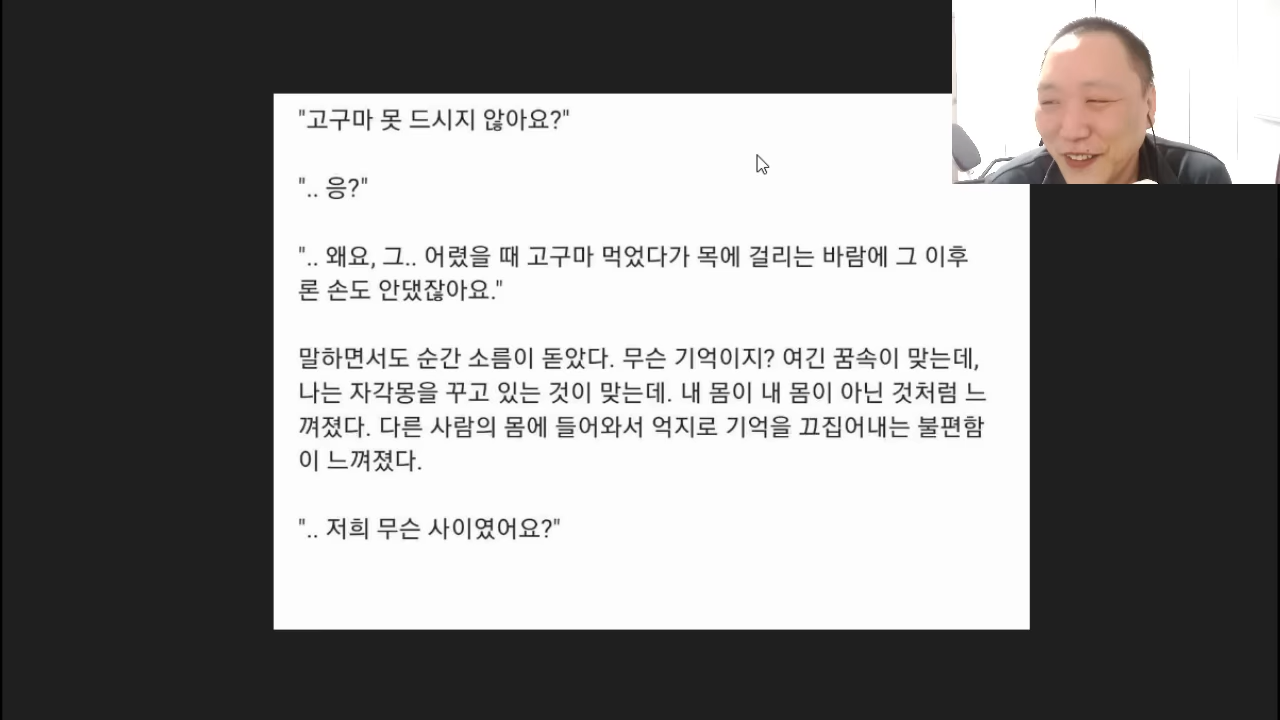 "고구마 못 드시지 않아요?"
".. 응?"
".. 왜요, 그.. 어렸을 때 고구마 먹었다가 목에 걸리는 바람에 그 이후
론 손도 안댔잖아요."
말하면서도 순간 소름이 돋았다. 무슨 기억이지? 여긴 꿈속이 맞는데,
나는 자각몽을 꾸고 있는 것이 맞는데. 내 몸이 내 몸이 아닌 것처럼 느
껴졌다. 다른 사람의 몸에 들어와서 억지로 기억을 끄집어내는 불편함
이 느껴졌다.
".. 저희 무슨 사이였어요?"